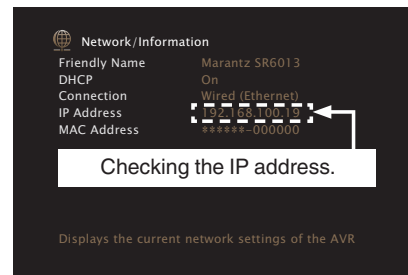 Network/Information
Friendly Name Marantz SR6013
DHCP On
Connection Wired (Ethernet)
IP Address 192.168.100.19
MAC Address ******-000000
Checking the IP address.
Displays the current network settings of the AVR